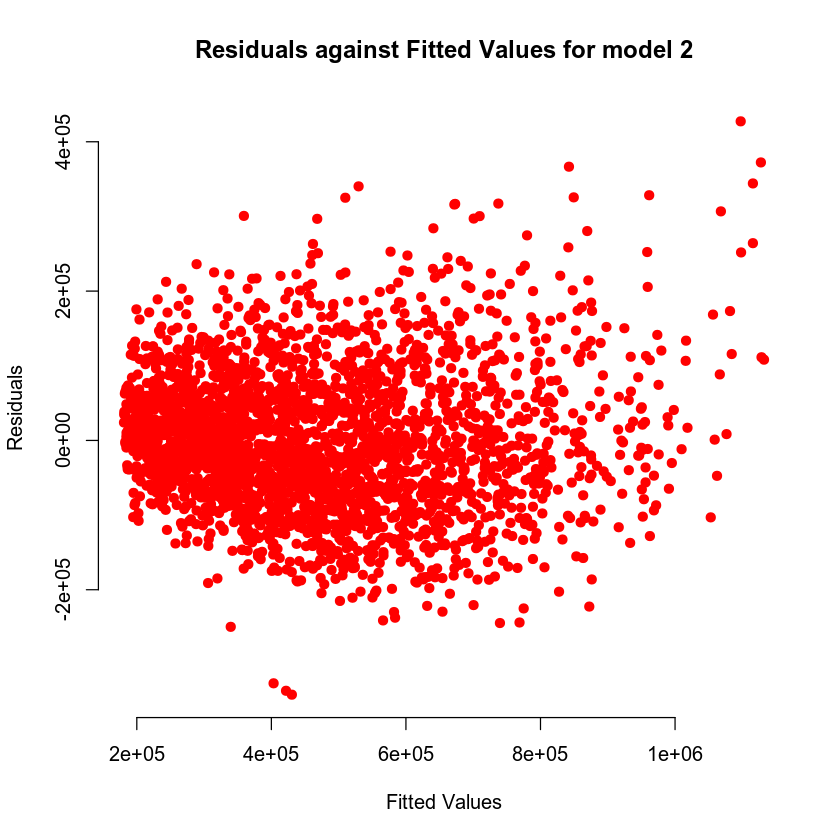 Residuals against Fitted Values for model 2
4e+05
2e+05
0e+00
-2e+05
Residuals
2e+05 4e+05 6e+05 8e+05 1e+06
Fitted Values